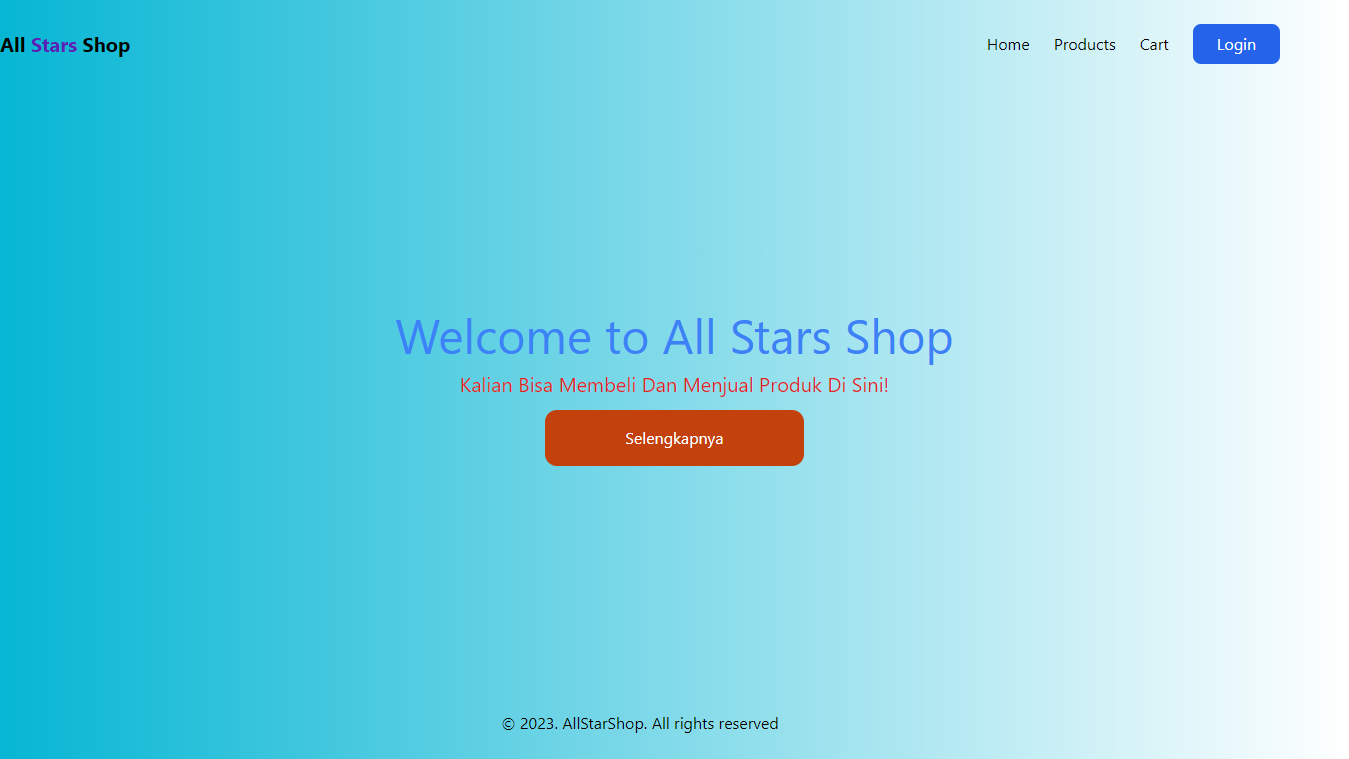 All Stars Shop
Home Products Cart Login
Welcome to All Stars Shop
Kalian Bisa Membeli Dan Menjual Produk Di Sini!
Selengkapnya
© 2023. AllStarShop. All rights reserved